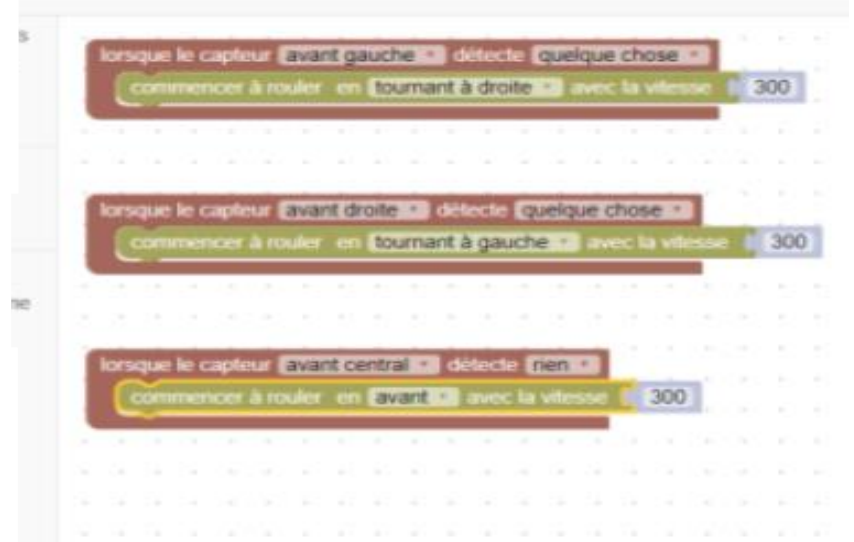 s
lorsque le capteur avant gauche détecte quelque chose
commencer à rouler en tournant à droite avec la vitesse 300
lorsque le capteur avant droite détecte quelque chose
commencer à rouler en tournant à gauche avec la vitesse 300
ne
lorsque le capteur avant central détecte rien
commencer à rouler en avant avec la vitesse 300